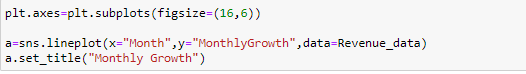 plt.axes=plt.subplots(figsize=(16,6))
a=sns.lineplot(x="Month",y="MonthlyGrowth",data=Revenue_data)
a.set_title("Monthly Growth")